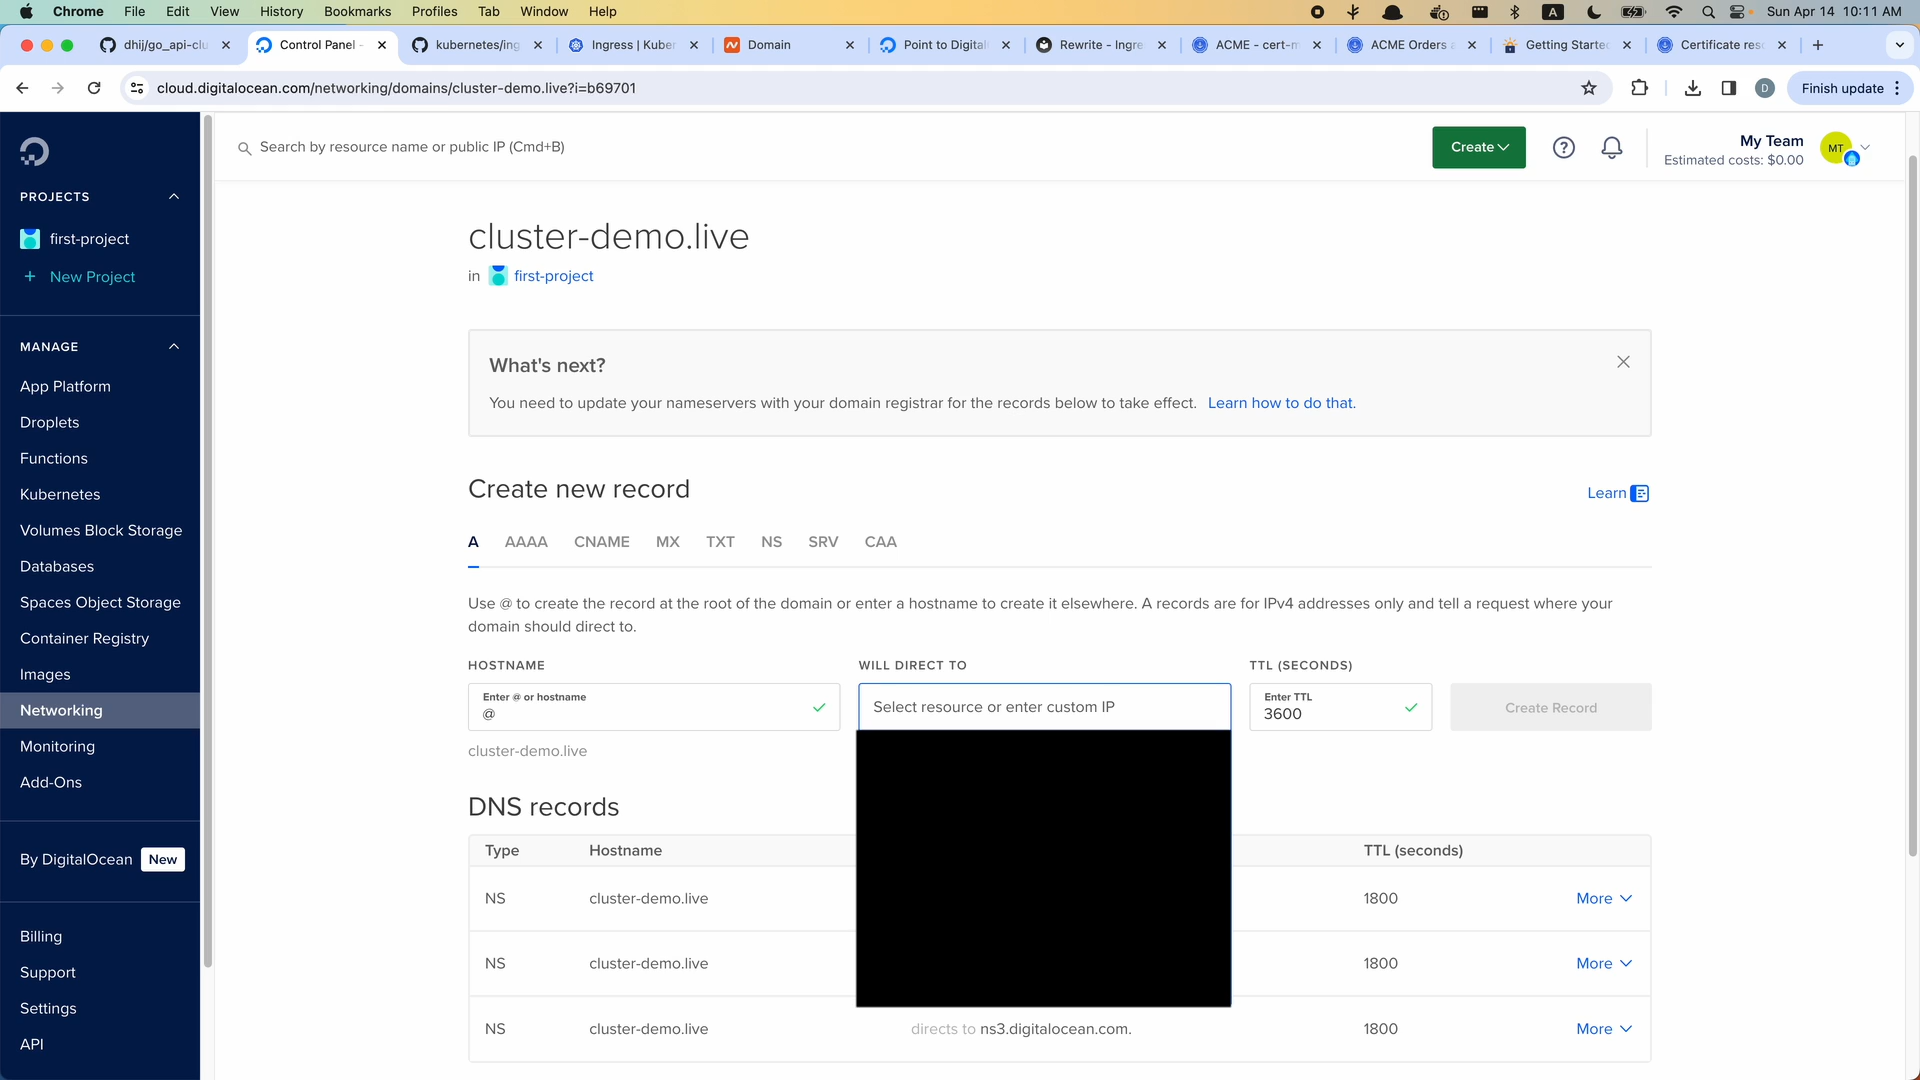 Chrome File Edit View History Bookmarks Profiles Tab Window Help
A
Sun Apr 14 10:11 AM
dhij/go_api-clu
Control Panel -
kubernetes/ing
Ingress | Kuber
Domain
Point to Digital
Rewrite - Ingre
ACME - cert-m
ACME Orders a
Getting Starte
Certificate res
cloud.digitalocean.com/networking/domains/cluster-demo.live?i=b69701
D
Finish update
PROJECTS
first-project
+ New Project
MANAGE
App Platform
Droplets
Functions
Kubernetes
Volumes Block Storage
Databases
Spaces Object Storage
Container Registry
Images
Networking
Monitoring
Add-Ons
By DigitalOcean New
Billing
Support
Settings
API
Search by resource name or public IP (Cmd+B)
Create
?
My Team
Estimated costs: $0.00
MT
cluster-demo.live
in first-project
What's next?
You need to update your nameservers with your domain registrar for the records below to take effect. Learn how to do that.
Create new record
Learn
A AAAA CNAME MX TXT NS SRV CAA
Use @ to create the record at the root of the domain or enter a hostname to create it elsewhere. A records are for IPv4 addresses only and tell a request where your
domain should direct to.
HOSTNAME
Enter @ or hostname
@
cluster-demo.live
WILL DIRECT TO
Select resource or enter custom IP
TTL (SECONDS)
Enter TTL
3600
Create Record
DNS records
Type Hostname TTL (seconds)
NS cluster-demo.live 1800 More
NS cluster-demo.live 1800 More
NS cluster-demo.live directs to ns3.digitalocean.com. 1800 More